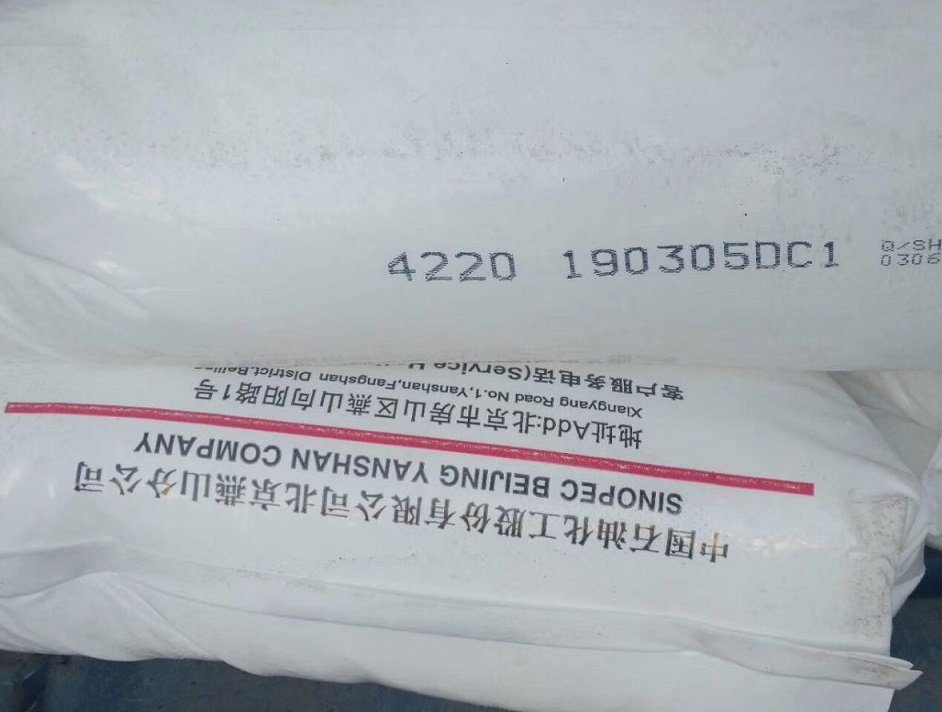 4220 190305DC1
Q/SH
0306
中国石油化工股份有限公司北京燕山分公司
SINOPEC BEIJING YANSHAN COMPANY
地址Add:北京市房山区燕山向阳路1号
Xiangyang Road No.1,Yanshan,Fangshan District,Beijing
客户服务电话(Service